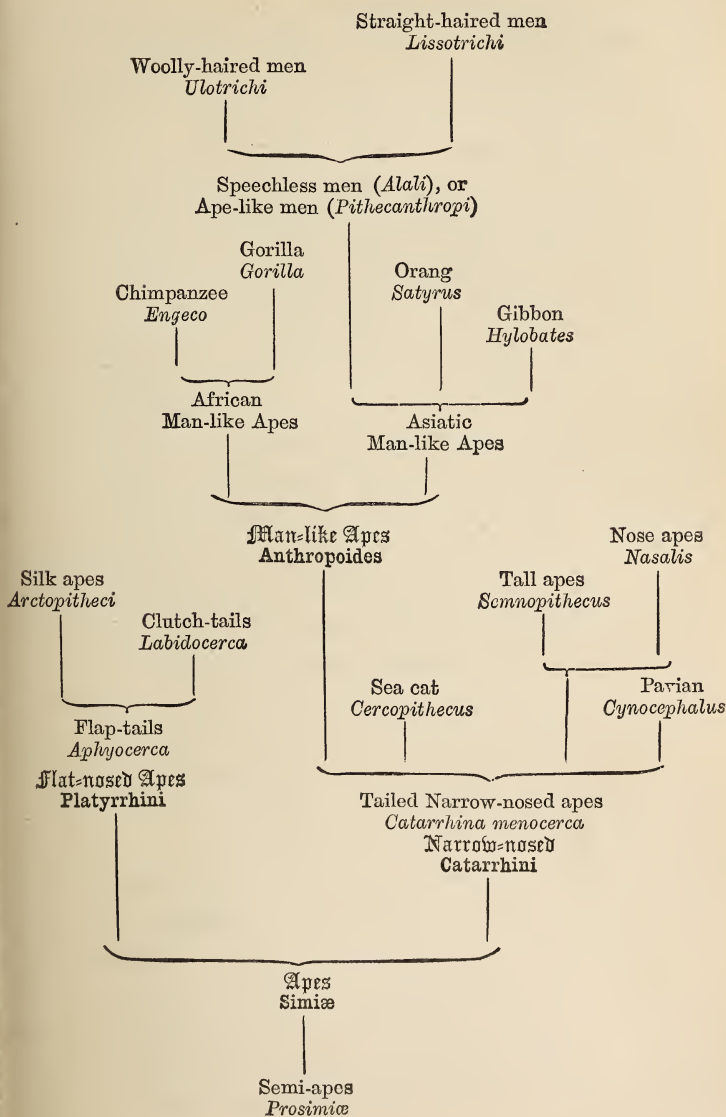 Straight-haired men
Lissotrichi
Woolly-haired men
Ulotrichi
Speechless men (Alali), or
Ape-like men (Pithecanthropi)
Gorilla
Gorilla
Chimpanzee
Engeco
Orang
Satyrus
Gibbon
Hylobates
African
Man-like Apes
Asiatic
Man-like Apes
Man-like Apes
Anthropoides
Nose apes
Nasalis
Silk apes
Arctopitheci
Tall apes
Semnopithecus
Clutch-tails
Labidocerca
Sea cat
Cercopithecus
Pavian
Cynocephalus
Flap-tails
Aphyocerca
Flat-nosed Apes
Platyrrhini
Tailed Narrow-nosed apes
Catarrhina menocerca
Narrow-nosed
Catarrhini
Apes
Simiæ
Semi-apes
Prosimiæ